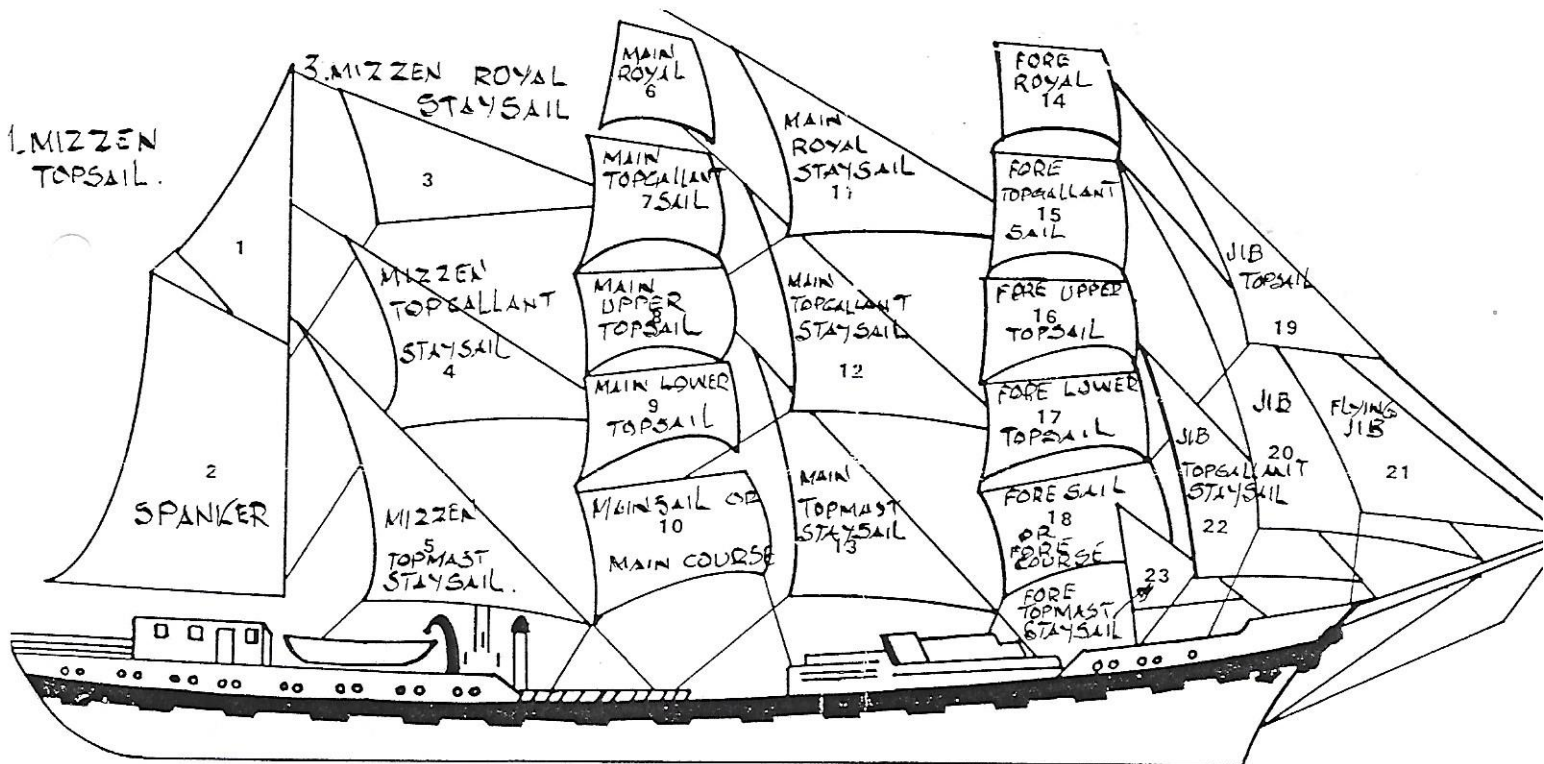 1. MIZZEN
TOPSAIL.
1
2
SPANKER
3. MIZZEN ROYAL
STAYSAIL
3
MIZZEN
TOPGALLANT
STAYSAIL
4
MIZZEN
5
TOPMAST
STAYSAIL.
MAIN
ROYAL
6
MAIN
TOPGALLANT
7 SAIL
MAIN
UPPER
8
TOPSAIL
MAIN LOWER
9
TOPSAIL
MAINSAIL OR
10
MAIN COURSE
MAIN
ROYAL
STAYSAIL
11
MAIN
TOPGALLANT
STAYSAIL
12
MAIN
TOPMAST
STAYSAIL
13
FORE
ROYAL
14
FORE
TOPGALLANT
15
SAIL
FORE UPPER
16
TOPSAIL
FORE LOWER
17
TOPSAIL
FORE SAIL
18
OR
FORE
COURSE
FORE
TOPMAST
STAYSAIL
23
JIB
TOPSAIL
19
JIB
20
FLYING
JIB
21
JIB
TOPGALLANT
STAYSAIL
22